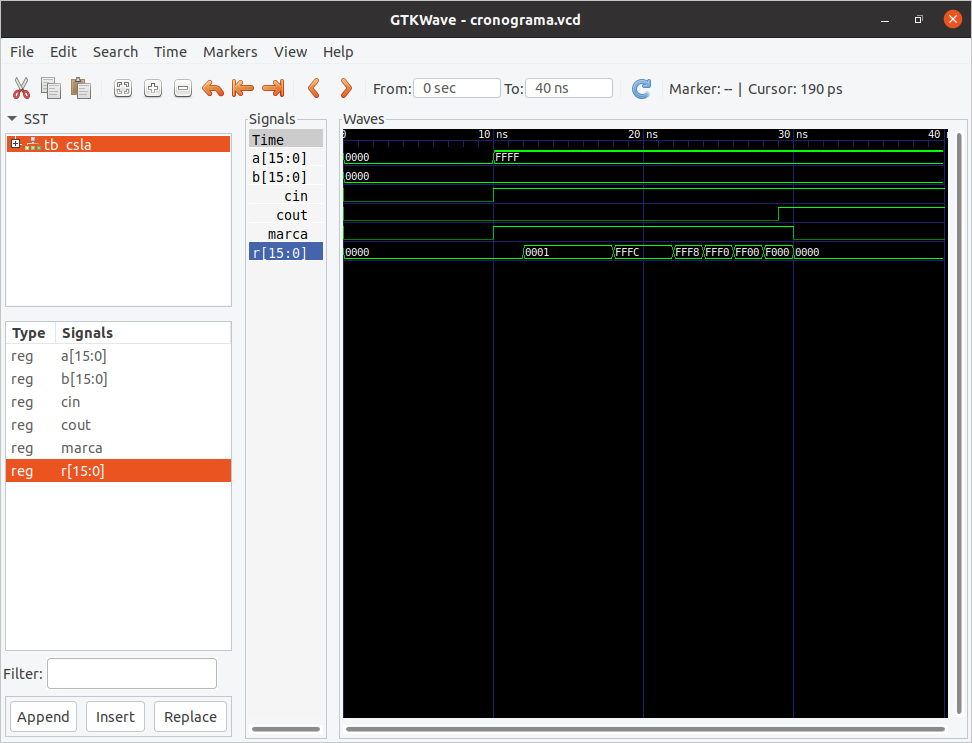 GTKWave - cronograma.vcd
File Edit Search Time Markers View Help
From: 0 sec To: 40 ns Marker: -- | Cursor: 190 ps
SST
tb_csla
Type Signals
reg a[15:0]
reg b[15:0]
reg cin
reg cout
reg marca
reg r[15:0]
Filter:
Append Insert Replace
Signals
Time
a[15:0]
b[15:0]
cin
cout
marca
r[15:0]
Waves
0 10 ns 20 ns 30 ns 40
0000 FFFF
0000
0000 0001 FFFC FFF8 FFF0 FF00 F000 0000